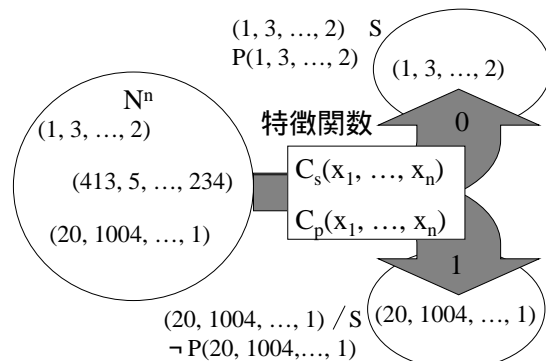 (1, 3, …, 2) S
P(1, 3, …, 2)
(1, 3, …, 2)
Nⁿ
(1, 3, …, 2)
(413, 5, …, 234)
(20, 1004, …, 1)
特徴関数
0
Cₛ(x₁, …, xₙ)
Cₚ(x₁, …, xₙ)
1
(20, 1004, …, 1) / S
¬ P(20, 1004,…, 1)
(20, 1004, …, 1)